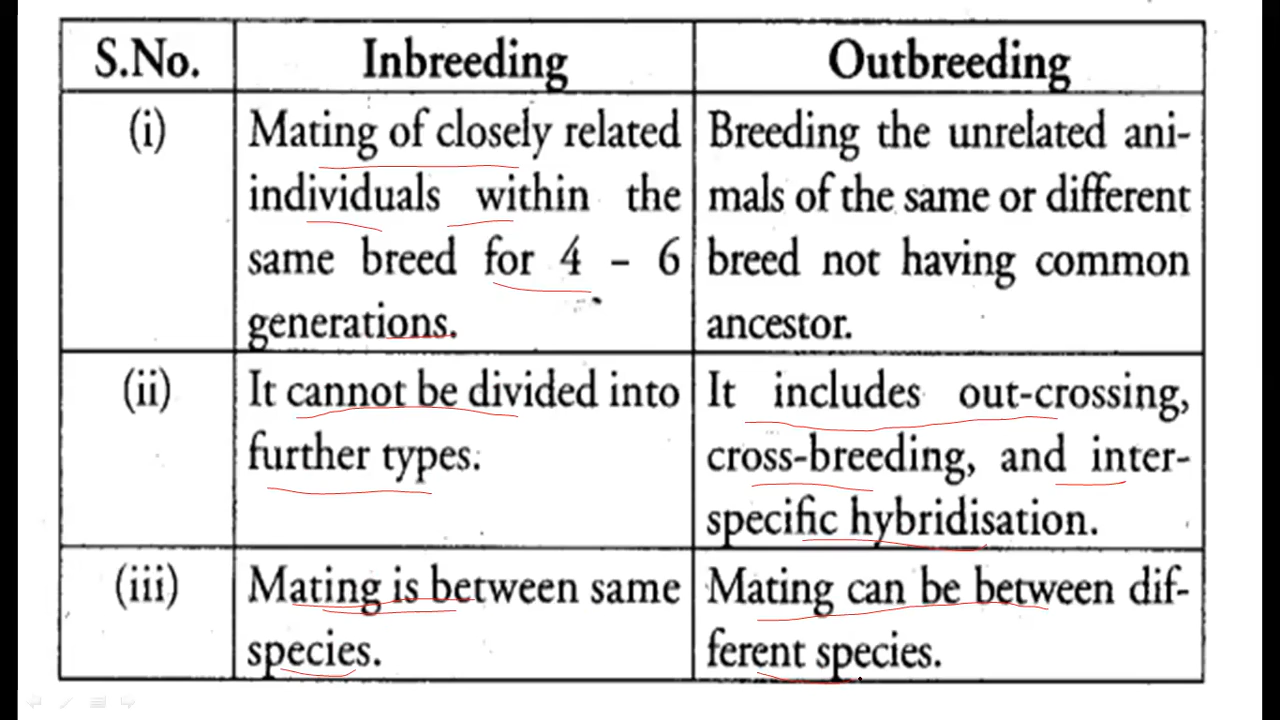 S.No. Inbreeding Outbreeding
(i) Mating of closely related Breeding the unrelated ani-
individuals within the mals of the same or different
same breed for 4 – 6 breed not having common
generations. ancestor.
(ii) It cannot be divided into It includes out-crossing,
further types. cross-breeding, and inter-
specific hybridisation.
(iii) Mating is between same Mating can be between dif-
species. ferent species.